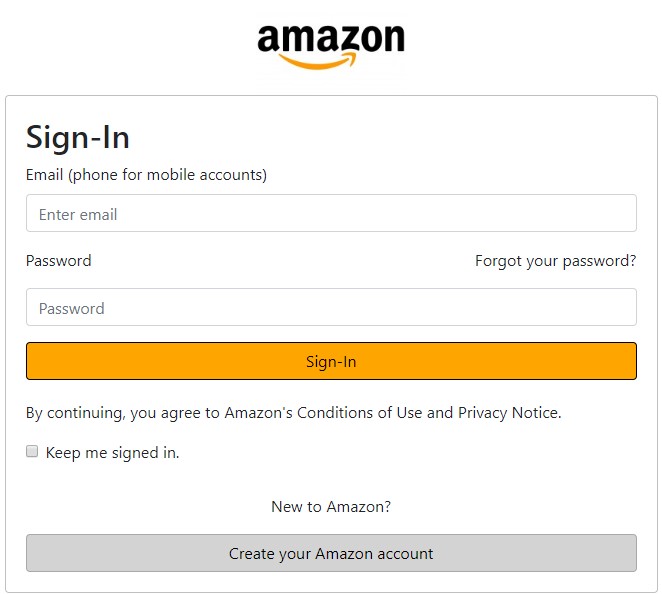 amazon
Sign-In
Email (phone for mobile accounts)
Enter email
Password Forgot your password?
Password
Sign-In
By continuing, you agree to Amazon's Conditions of Use and Privacy Notice.
Keep me signed in.
New to Amazon?
Create your Amazon account